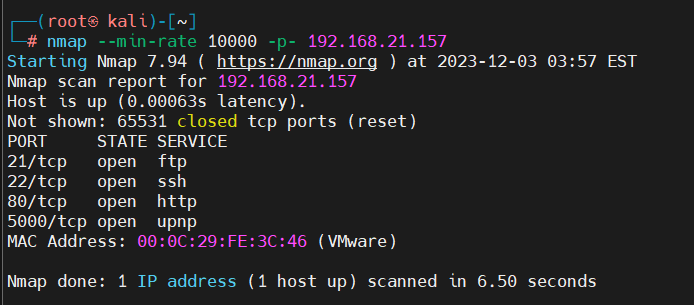 ┌──(root㉿ kali)-[~]
└─# nmap --min-rate 10000 -p- 192.168.21.157
Starting Nmap 7.94 ( https://nmap.org ) at 2023-12-03 03:57 EST
Nmap scan report for 192.168.21.157
Host is up (0.00063s latency).
Not shown: 65531 closed tcp ports (reset)
PORT     STATE SERVICE
21/tcp   open  ftp
22/tcp   open  ssh
80/tcp   open  http
5000/tcp open  upnp
MAC Address: 00:0C:29:FE:3C:46 (VMware)

Nmap done: 1 IP address (1 host up) scanned in 6.50 seconds